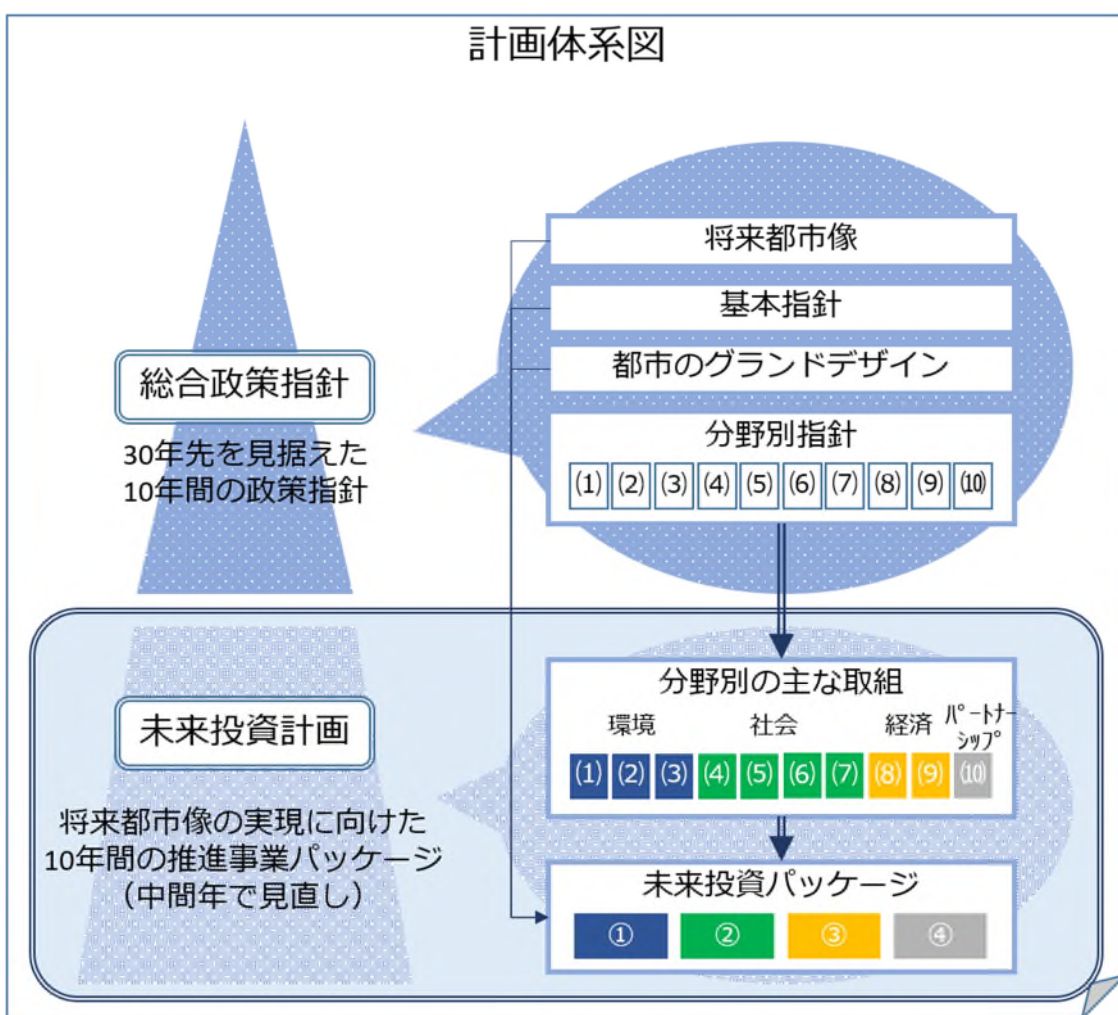 計画体系図
将来都市像
基本指針
都市のグランドデザイン
総合政策指針
30年先を見据えた
10年間の政策指針
分野別指針
(1) (2) (3) (4) (5) (6) (7) (8) (9) (10)
分野別の主な取組
環境 社会 経済 ﾊﾟｰﾄﾅｰ
ｼｯﾌﾟ
(1) (2) (3) (4) (5) (6) (7) (8) (9) (10)
未来投資計画
将来都市像の実現に向けた
10年間の推進事業パッケージ
（中間年で見直し）
未来投資パッケージ
① ② ③ ④